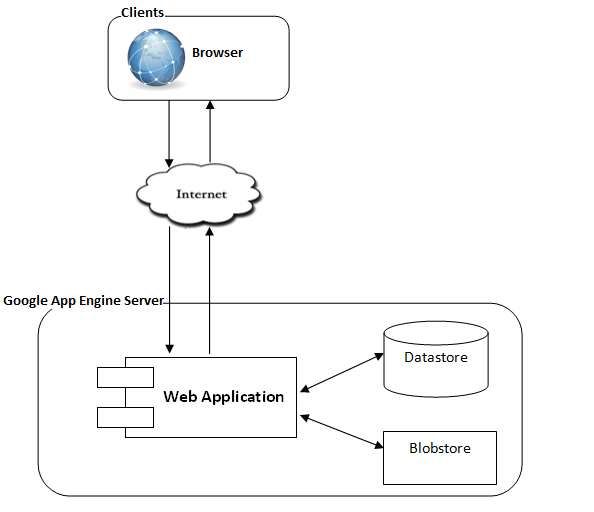 Clients
Browser
Internet
Google App Engine Server
Web Application
Datastore
Blobstore